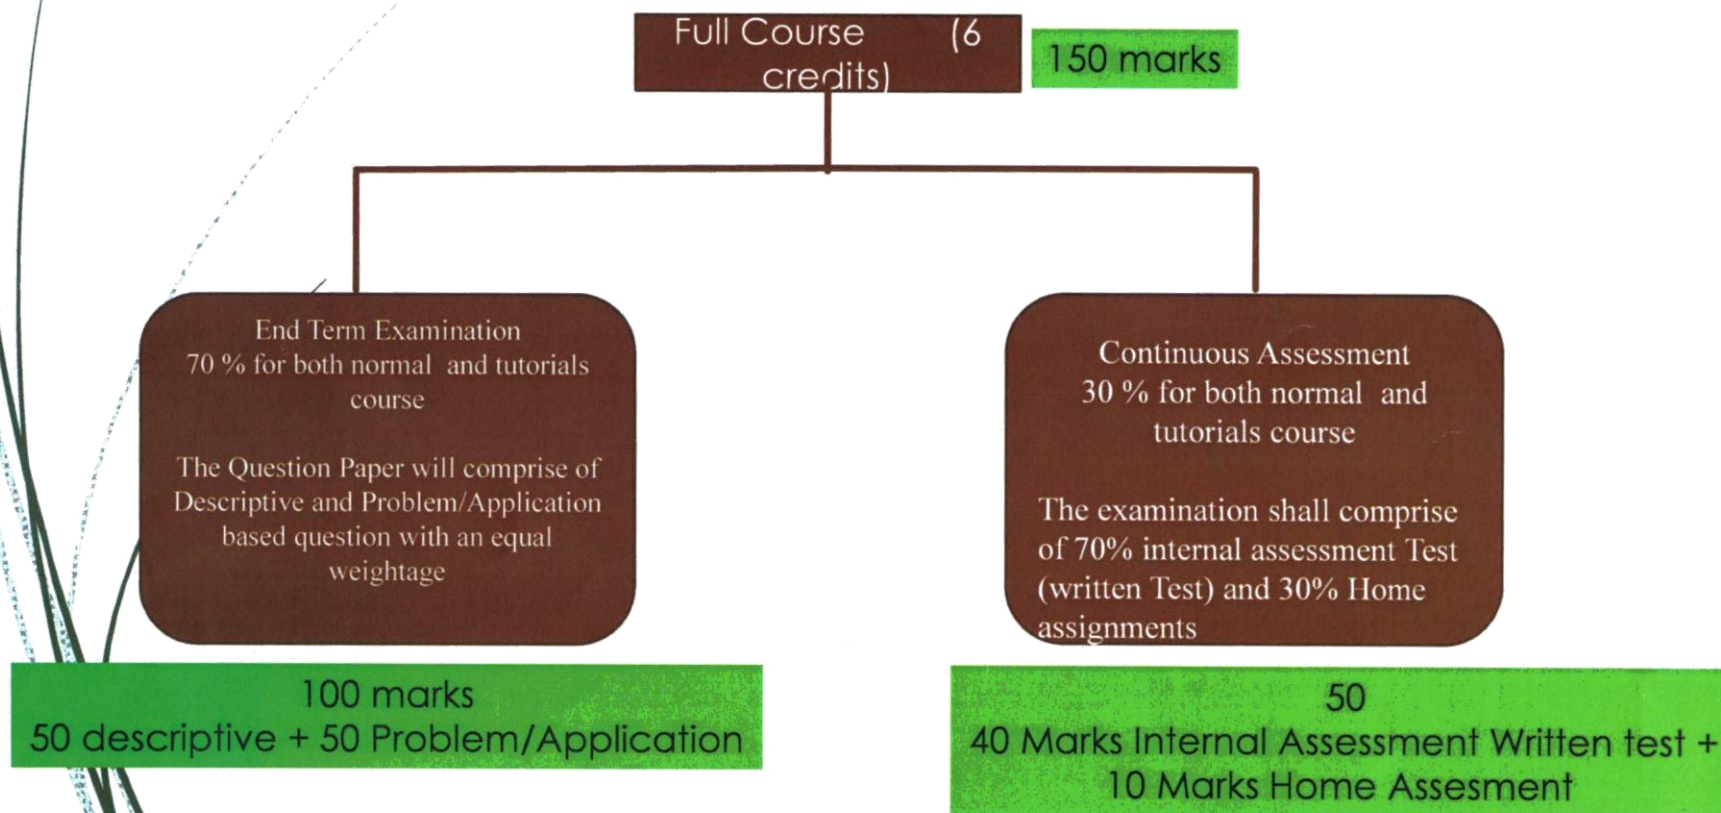 Full Course (6
credits)
150 marks
End Term Examination
70 % for both normal and tutorials
course
The Question Paper will comprise of
Descriptive and Problem/Application
based question with an equal
weightage
100 marks
50 descriptive + 50 Problem/Application
Continuous Assessment
30 % for both normal and
tutorials course
The examination shall comprise
of 70% internal assessment Test
(written Test) and 30% Home
assignments
50
40 Marks Internal Assessment Written test +
10 Marks Home Assesment